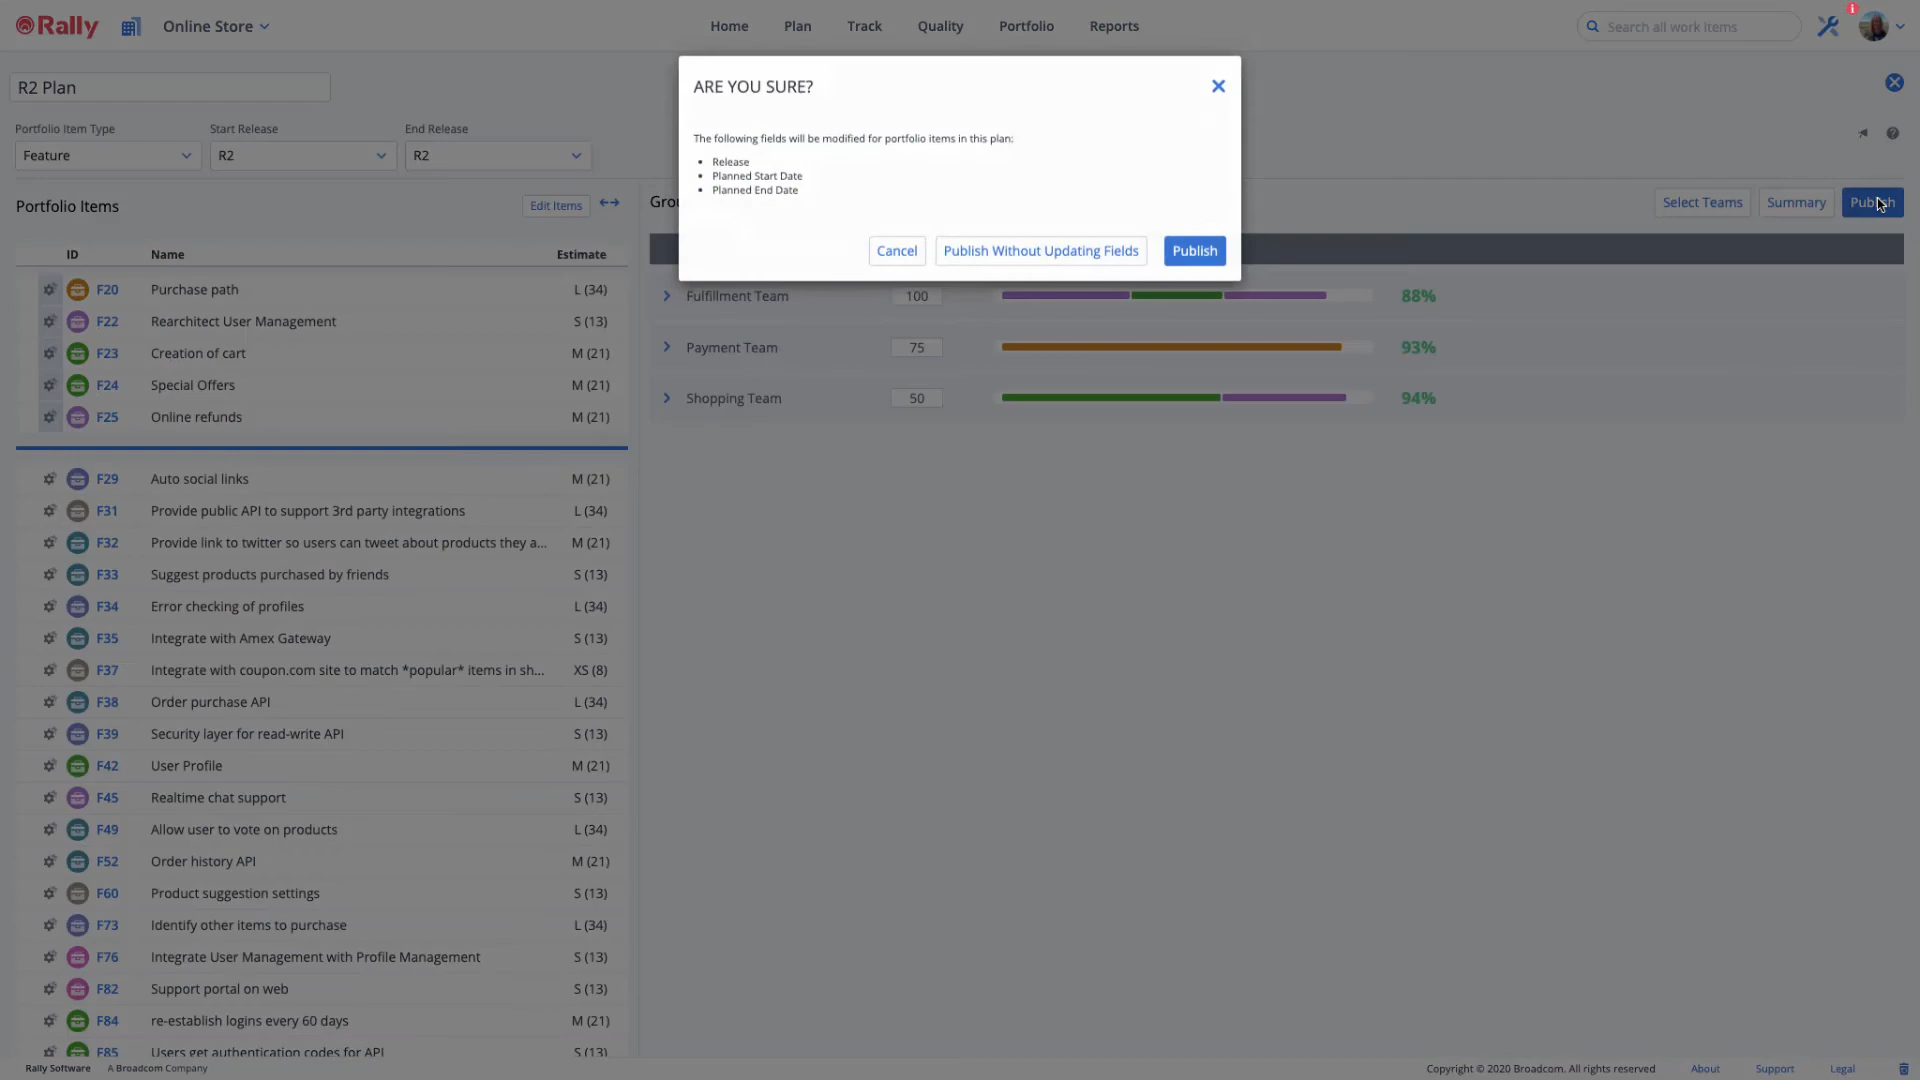 Rally
Online Store
Home
Plan
Track
Quality
Portfolio
Reports
Search all work items
i
R2 Plan
Portfolio Item Type
Start Release
End Release
Feature
R2
R2
ARE YOU SURE?
The following fields will be modified for portfolio items in this plan:
• Release
• Planned Start Date
• Planned End Date
Cancel
Publish Without Updating Fields
Publish
Portfolio Items
Edit Items
Select Teams
Summary
Publish
ID Name Estimate
F20 Purchase path L (34)
F22 Rearchitect User Management S (13)
F23 Creation of cart M (21)
F24 Special Offers M (21)
F25 Online refunds M (21)
F29 Auto social links M (21)
F31 Provide public API to support 3rd party integrations L (34)
F32 Provide link to twitter so users can tweet about products they a... M (21)
F33 Suggest products purchased by friends S (13)
F34 Error checking of profiles L (34)
F35 Integrate with Amex Gateway S (13)
F37 Integrate with coupon.com site to match *popular* items in sh... XS (8)
F38 Order purchase API L (34)
F39 Security layer for read-write API S (13)
F42 User Profile M (21)
F45 Realtime chat support S (13)
F49 Allow user to vote on products L (34)
F52 Order history API M (21)
F60 Product suggestion settings S (13)
F73 Identify other items to purchase L (34)
F76 Integrate User Management with Profile Management S (13)
F82 Support portal on web S (13)
F84 re-establish logins every 60 days M (21)
F85 Users get authentication codes for API S (13)
Fulfillment Team 100 88%
Payment Team 75 93%
Shopping Team 50 94%
Rally Software A Broadcom Company
Copyright © 2020 Broadcom. All rights reserved
About
Support
Legal